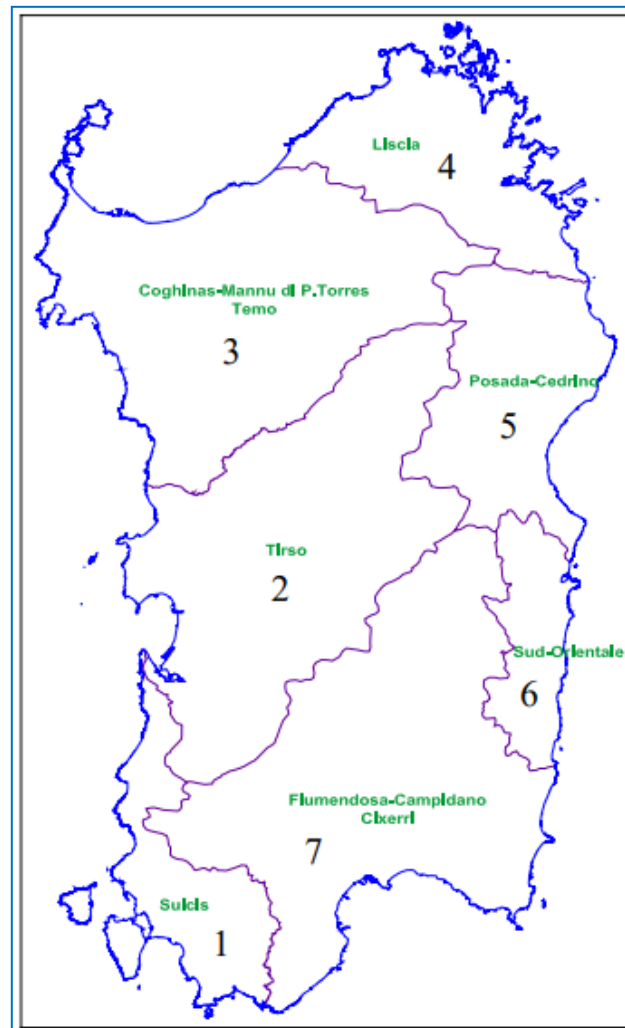 Liscia
4
Coghinas-Mannu di P.Torres
Temo
3
Posada-Cedrino
5
Tirso
2
Sud-Orientale
6
Flumendosa-Campidano
Cixerri
7
Sulcis
1